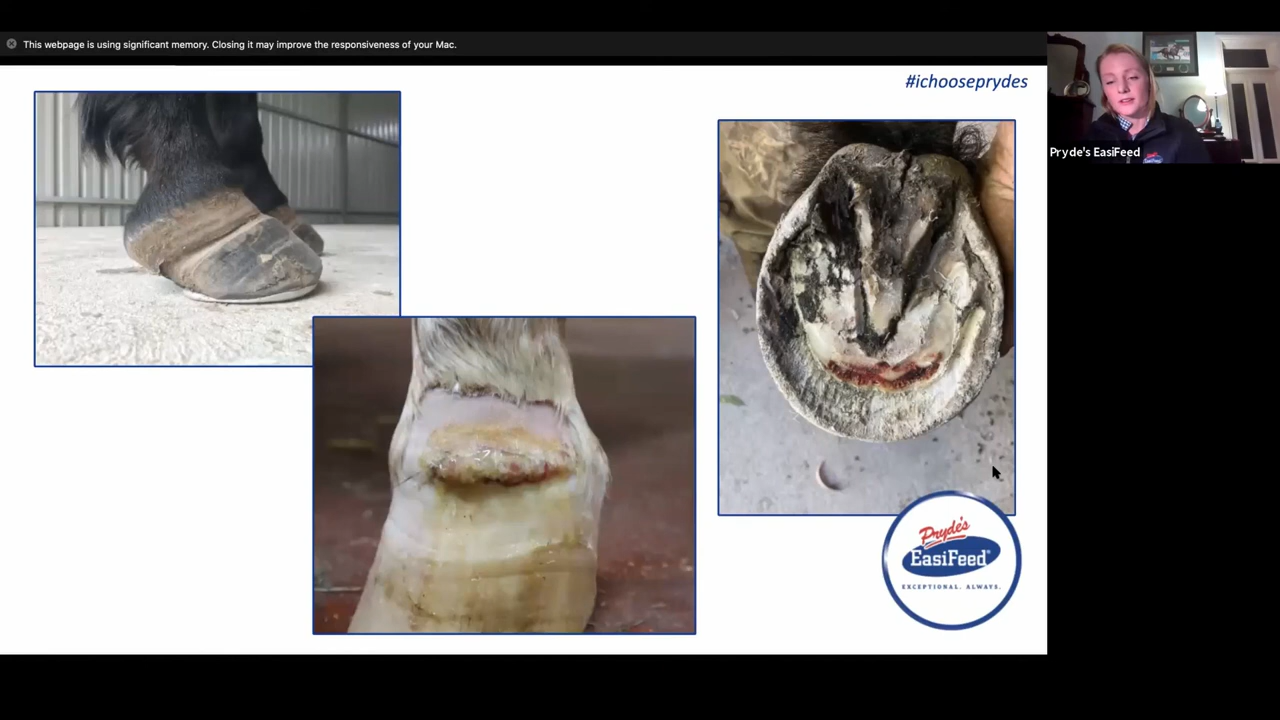 This webpage is using significant memory. Closing it may improve the responsiveness of your Mac.
#ichooseprydes
Pryde's EasiFeed
Pryde's
EasiFeed®
EXCEPTIONAL. ALWAYS.